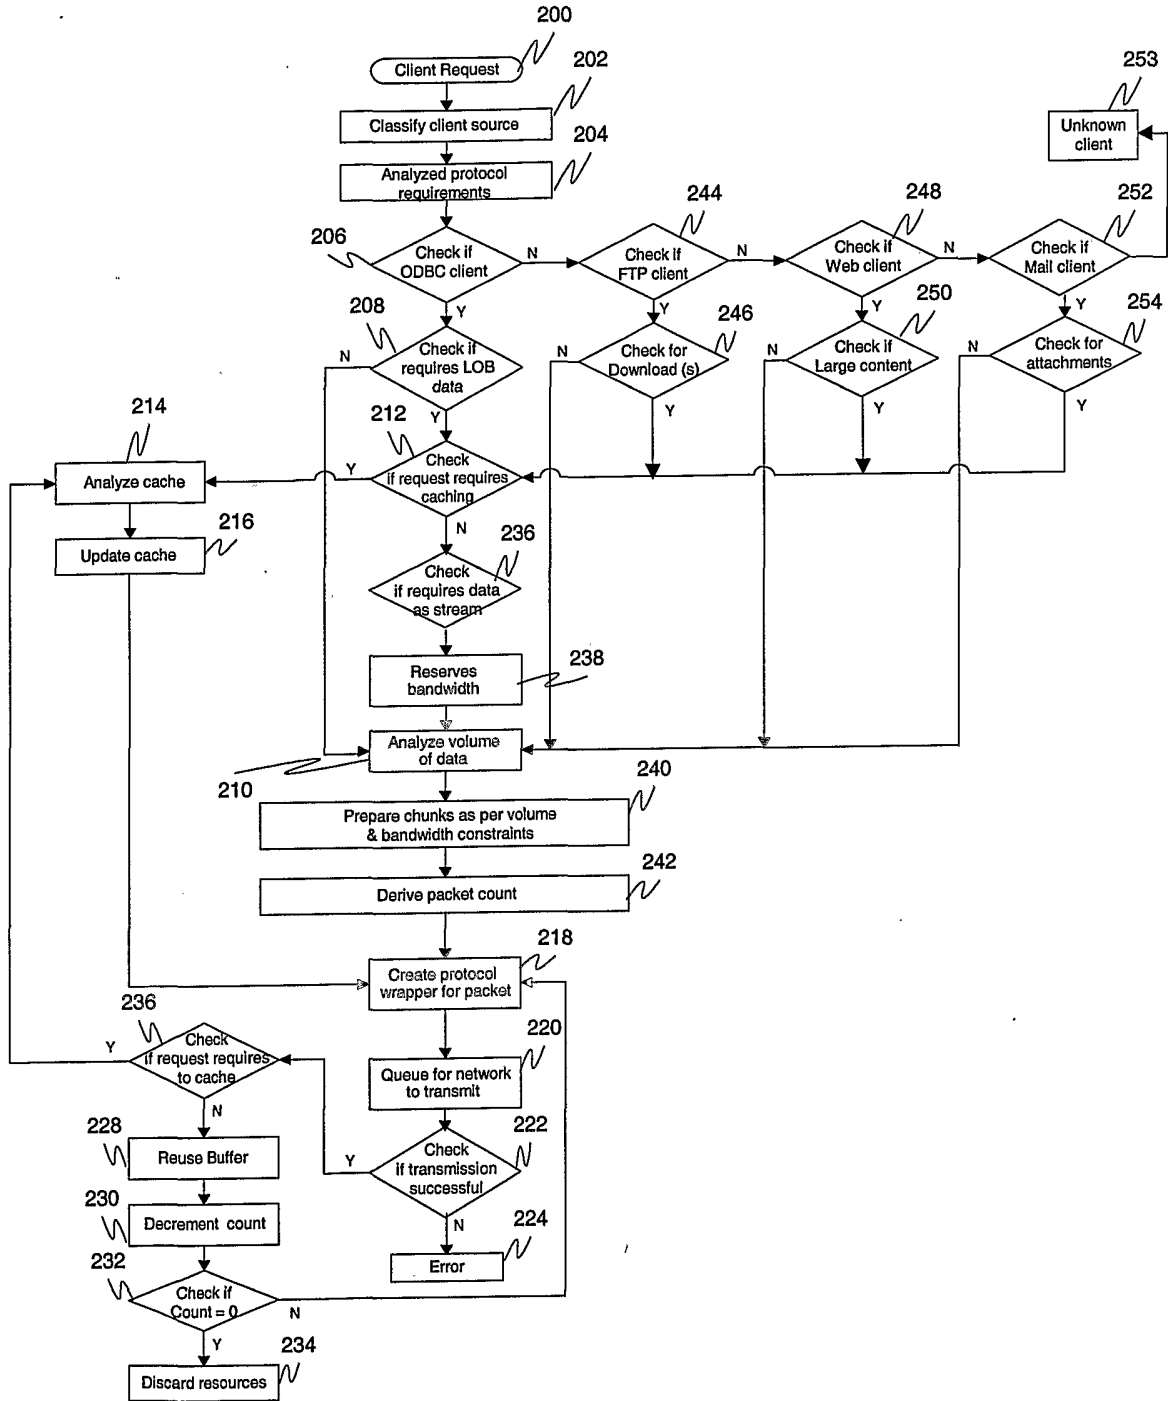 200
Client Request
202
253
Classify client source
Unknown
client
204
Analyzed protocol
requirements
244
248
252
206
Check if
ODBC client
N
Check if
FTP client
N
Check if
Web client
N
Check if
Mail client
Y
Y
Y
Y
208
246
250
254
N
Check if
requires LOB
data
N
Check for
Download (s)
N
Check if
Large content
N
Check for
attachments
Y
Y
Y
Y
214
212
Analyze cache
Y
Check
if request requires
caching
216
N
236
Update cache
Check
if requires data
as stream
238
Reserves
bandwidth
Analyze volume
of data
210
240
Prepare chunks as per volume
& bandwidth constraints
242
Derive packet count
218
Create protocol
wrapper for packet
236
Y
Check
if request requires
to cache
220
Queue for network
to transmit
N
228
222
Reuse Buffer
Y
Check
if transmission
successful
230
Decrement count
N
224
Error
232
Check if
Count = 0
N
Y
234
Discard resources